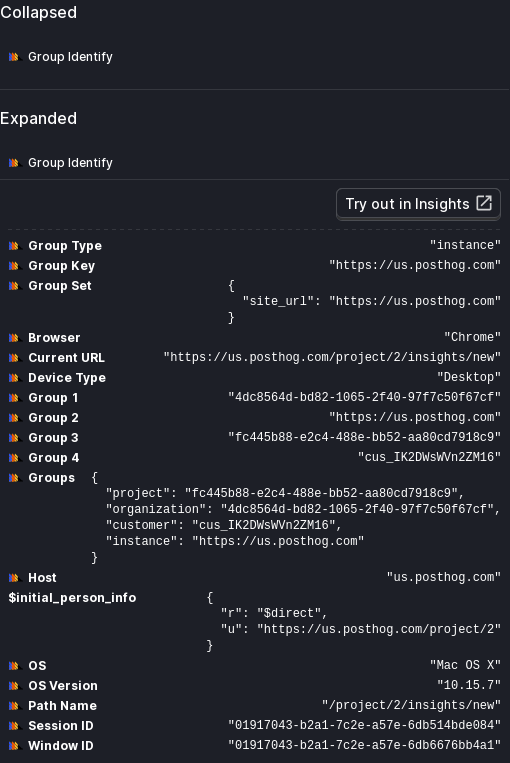 Collapsed
Group Identify
Expanded
Group Identify
Try out in Insights
Group Type "instance"
Group Key "https://us.posthog.com"
Group Set {
"site_url": "https://us.posthog.com"
}
Browser "Chrome"
Current URL "https://us.posthog.com/project/2/insights/new"
Device Type "Desktop"
Group 1 "4dc8564d-bd82-1065-2f40-97f7c50f67cf"
Group 2 "https://us.posthog.com"
Group 3 "fc445b88-e2c4-488e-bb52-aa80cd7918c9"
Group 4 "cus_IK2DWsWVn2ZM16"
Groups {
"project": "fc445b88-e2c4-488e-bb52-aa80cd7918c9",
"organization": "4dc8564d-bd82-1065-2f40-97f7c50f67cf",
"customer": "cus_IK2DWsWVn2ZM16",
"instance": "https://us.posthog.com"
}
Host "us.posthog.com"
$initial_person_info {
"r": "$direct",
"u": "https://us.posthog.com/project/2"
}
OS "Mac OS X"
OS Version "10.15.7"
Path Name "/project/2/insights/new"
Session ID "01917043-b2a1-7c2e-a57e-6db514bde084"
Window ID "01917043-b2a1-7c2e-a57e-6db6676bb4a1"